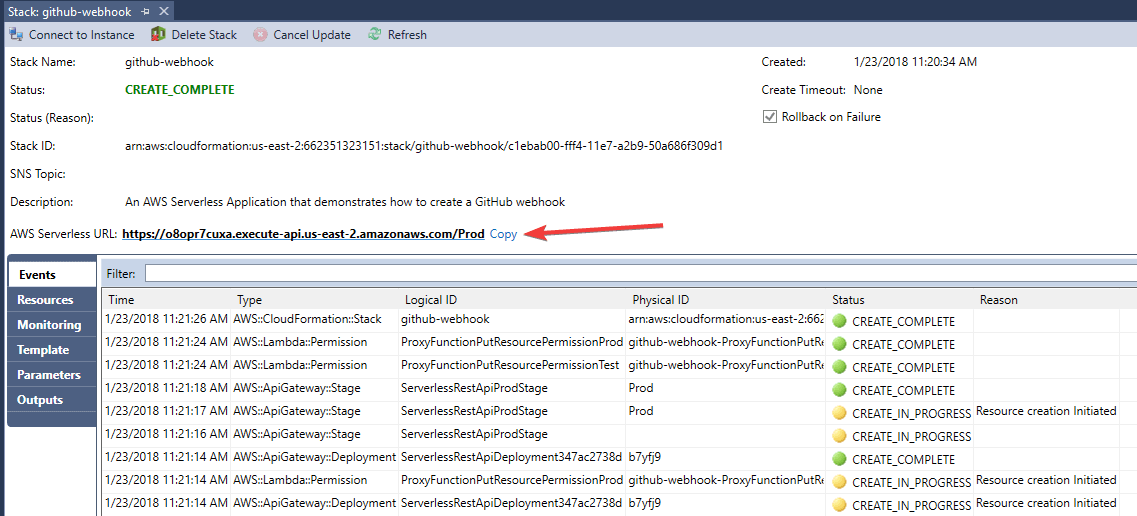 Stack: github-webhook
Connect to Instance Delete Stack Cancel Update Refresh
Stack Name: github-webhook Created: 1/23/2018 11:20:34 AM
Status: CREATE_COMPLETE Create Timeout: None
Status (Reason): Rollback on Failure
Stack ID: arn:aws:cloudformation:us-east-2:662351323151:stack/github-webhook/c1ebab00-fff4-11e7-a2b9-50a686f309d1
SNS Topic:
Description: An AWS Serverless Application that demonstrates how to create a GitHub webhook
AWS Serverless URL: https://o8opr7cuxa.execute-api.us-east-2.amazonaws.com/Prod Copy
Events
Resources
Monitoring
Template
Parameters
Outputs
Filter:
Time Type Logical ID Physical ID Status Reason
1/23/2018 11:21:26 AM AWS::CloudFormation::Stack github-webhook arn:aws:cloudformation:us-east-2:662 CREATE_COMPLETE
1/23/2018 11:21:24 AM AWS::Lambda::Permission ProxyFunctionPutResourcePermissionProd github-webhook-ProxyFunctionPutRe CREATE_COMPLETE
1/23/2018 11:21:24 AM AWS::Lambda::Permission ProxyFunctionPutResourcePermissionTest github-webhook-ProxyFunctionPutRe CREATE_COMPLETE
1/23/2018 11:21:18 AM AWS::ApiGateway::Stage ServerlessRestApiProdStage Prod CREATE_COMPLETE
1/23/2018 11:21:17 AM AWS::ApiGateway::Stage ServerlessRestApiProdStage Prod CREATE_IN_PROGRESS Resource creation Initiated
1/23/2018 11:21:16 AM AWS::ApiGateway::Stage ServerlessRestApiProdStage CREATE_IN_PROGRESS
1/23/2018 11:21:14 AM AWS::ApiGateway::Deployment ServerlessRestApiDeployment347ac2738d b7yfj9 CREATE_COMPLETE
1/23/2018 11:21:14 AM AWS::Lambda::Permission ProxyFunctionPutResourcePermissionProd github-webhook-ProxyFunctionPutRe CREATE_IN_PROGRESS Resource creation Initiated
1/23/2018 11:21:14 AM AWS::ApiGateway::Deployment ServerlessRestApiDeployment347ac2738d b7yfj9 CREATE_IN_PROGRESS Resource creation Initiated